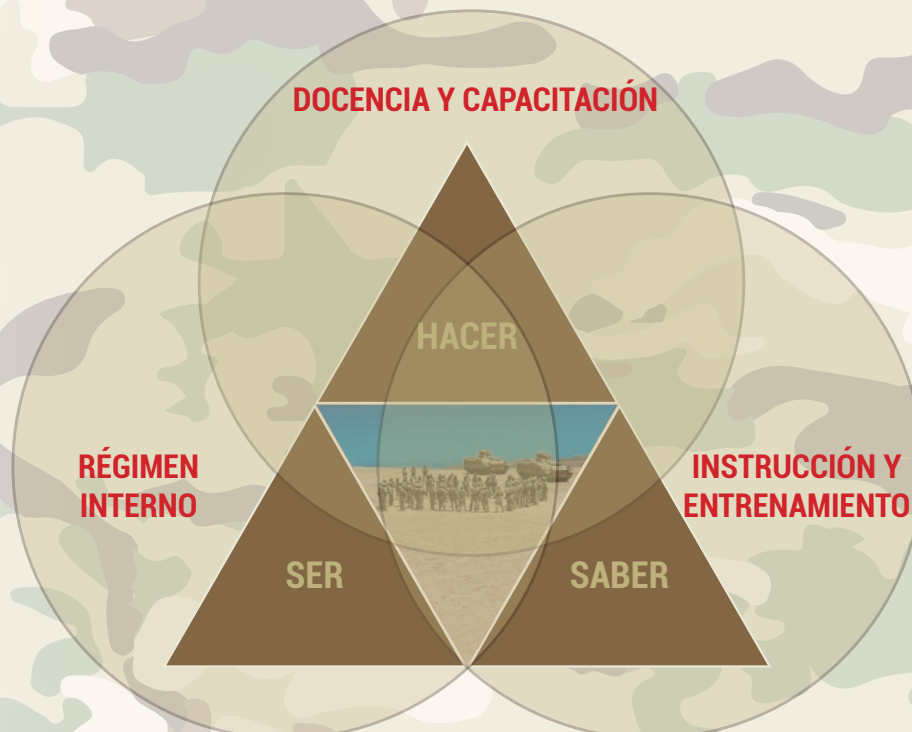 DOCENCIA Y CAPACITACIÓN
HACER
RÉGIMEN
INTERNO
INSTRUCCIÓN Y
ENTRENAMIENTO
SER
SABER